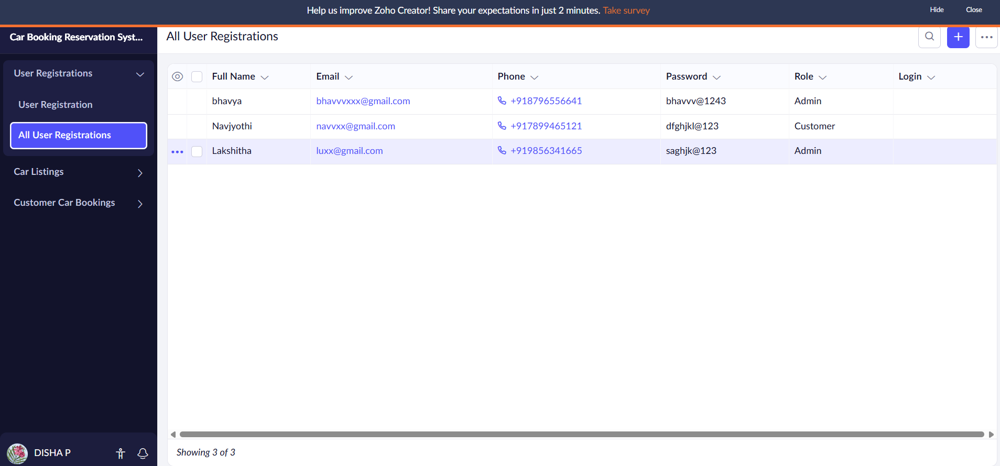 Help us improve Zoho Creator! Share your expectations in just 2 minutes. Take survey
Hide
Close
Car Booking Reservation Syst...
User Registrations
User Registration
All User Registrations
Car Listings
Customer Car Bookings
DISHA P
All User Registrations
Full Name Email Phone Password Role Login
bhavya bhavvvxxx@gmail.com +918796556641 bhavvv@1243 Admin
Navjyothi navvxx@gmail.com +917899465121 dfghjkl@123 Customer
Lakshitha luxx@gmail.com +919856341665 saghjk@123 Admin
Showing 3 of 3